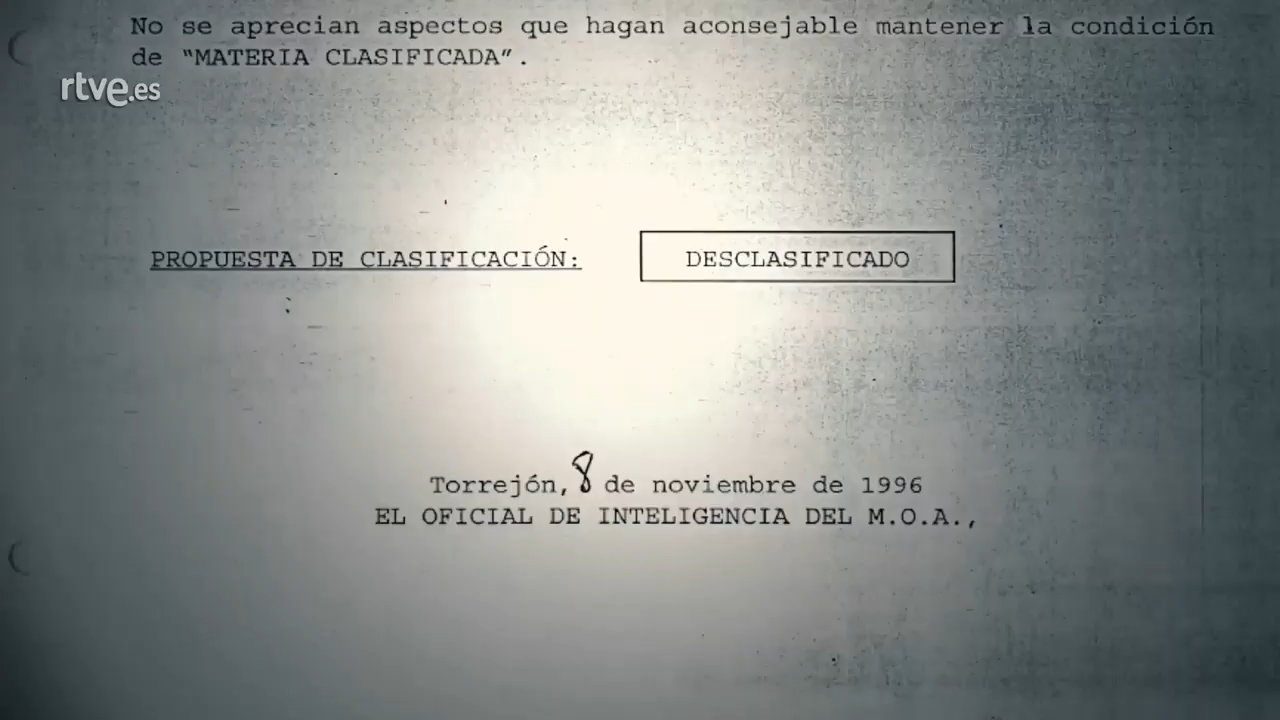 No se aprecian aspectos que hagan aconsejable mantener la condición
de "MATERIA CLASIFICADA".
rtve.es
PROPUESTA DE CLASIFICACIÓN: DESCLASIFICADO
Torrejón, 8 de noviembre de 1996
EL OFICIAL DE INTELIGENCIA DEL M.O.A.,